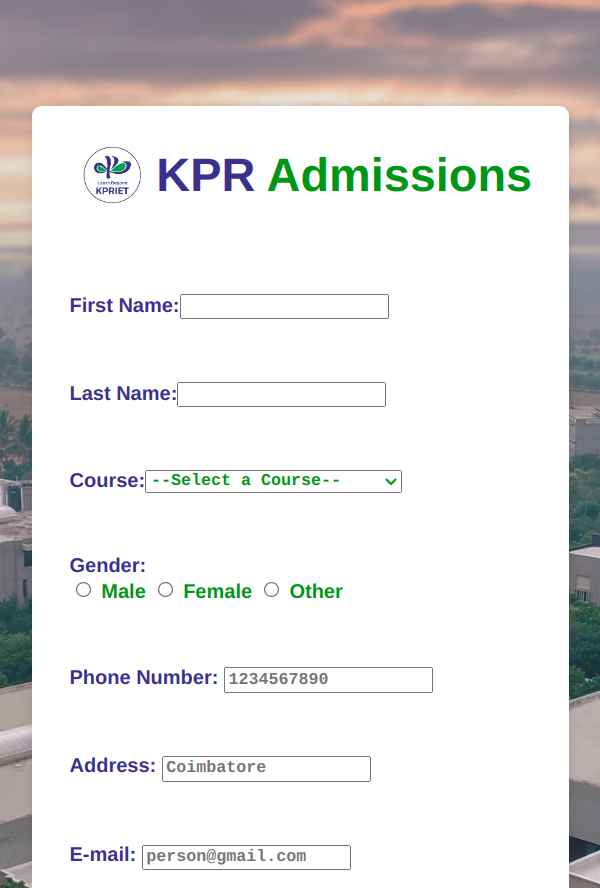 Learn Beyond
KPRIET
KPR Admissions
First Name:
Last Name:
Course: --Select a Course--
Gender:
Male Female Other
Phone Number: 1234567890
Address: Coimbatore
E-mail: person@gmail.com